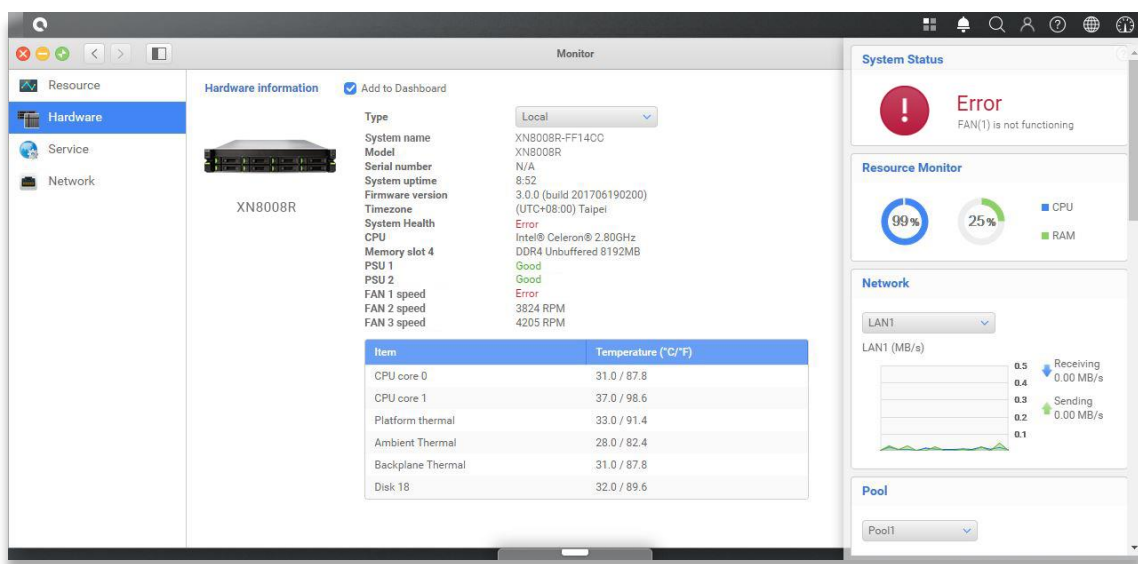 Monitor
Resource
Hardware
Service
Network
Hardware information
Add to Dashboard
XN8008R
Type Local
System name XN8008R-FF14CC
Model XN8008R
Serial number N/A
System uptime 8:52
Firmware version 3.0.0 (build 201706190200)
Timezone (UTC+08:00) Taipei
System Health Error
CPU Intel® Celeron® 2.80GHz
Memory slot 4 DDR4 Unbuffered 8192MB
PSU 1 Good
PSU 2 Good
FAN 1 speed Error
FAN 2 speed 3824 RPM
FAN 3 speed 4205 RPM
Item Temperature (°C/°F)
CPU core 0 31.0 / 87.8
CPU core 1 37.0 / 98.6
Platform thermal 33.0 / 91.4
Ambient Thermal 28.0 / 82.4
Backplane Thermal 31.0 / 87.8
Disk 18 32.0 / 89.6
System Status
Error
FAN(1) is not functioning
Resource Monitor
99%
25%
CPU
RAM
Network
LAN1
LAN1 (MB/s)
0.5
0.4
0.3
0.2
0.1
Receiving
0.00 MB/s
Sending
0.00 MB/s
Pool
Pool1